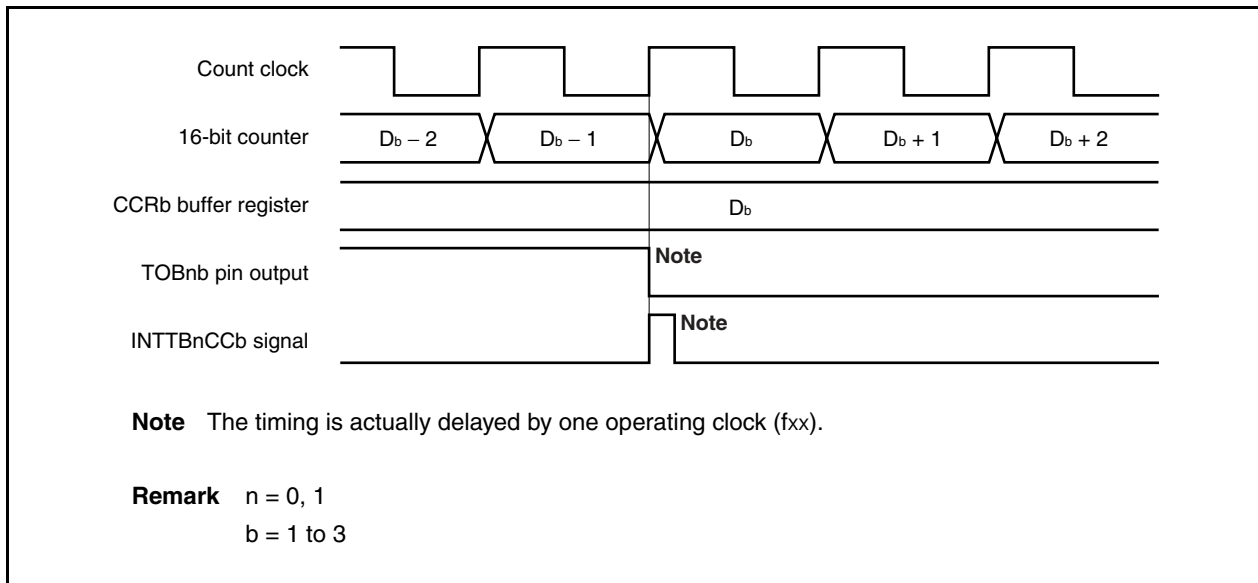 Count clock
16-bit counter Db − 2 Db − 1 Db Db + 1 Db + 2
CCRb buffer register Db
TOBnb pin output Note
INTTBnCCb signal Note
Note The timing is actually delayed by one operating clock (fxx).
Remark n = 0, 1
b = 1 to 3